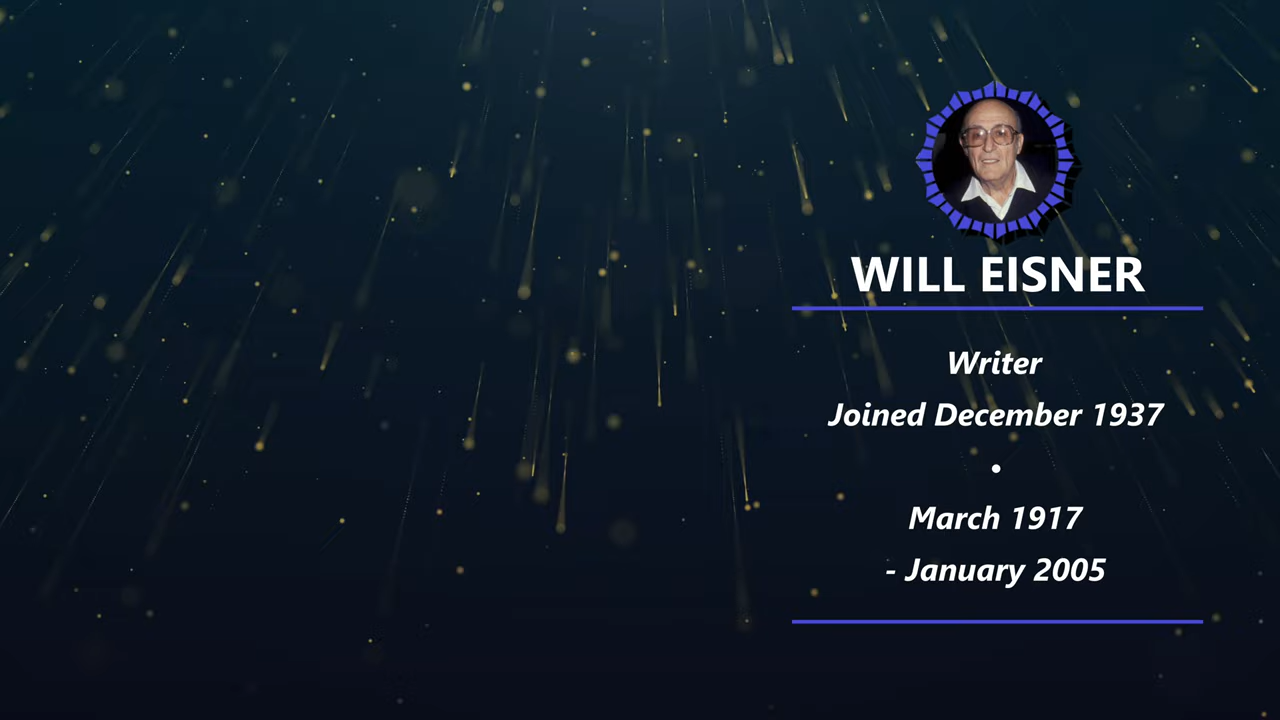 WILL EISNER
Writer
Joined December 1937
•
March 1917
- January 2005